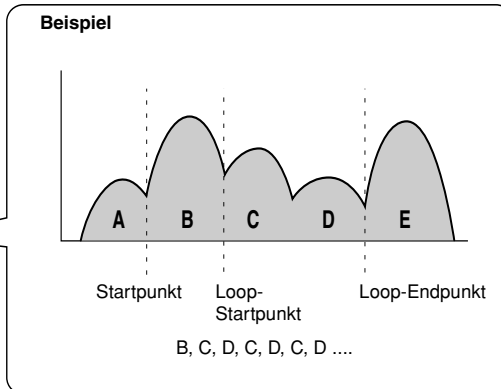 Beispiel
A B C D E
Startpunkt Loop-Startpunkt Loop-Endpunkt
B, C, D, C, D, C, D ....